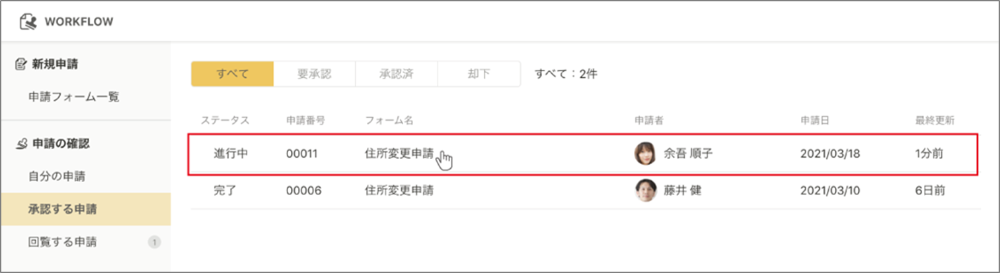 WORKFLOW
新規申請
申請フォーム一覧
申請の確認
自分の申請
承認する申請
回覧する申請 1
すべて 要承認 承認済 却下 すべて：2件
ステータス 申請番号 フォーム名 申請者 申請日 最終更新
進行中 00011 住所変更申請 余吾 順子 2021/03/18 1分前
完了 00006 住所変更申請 藤井 健 2021/03/10 6日前